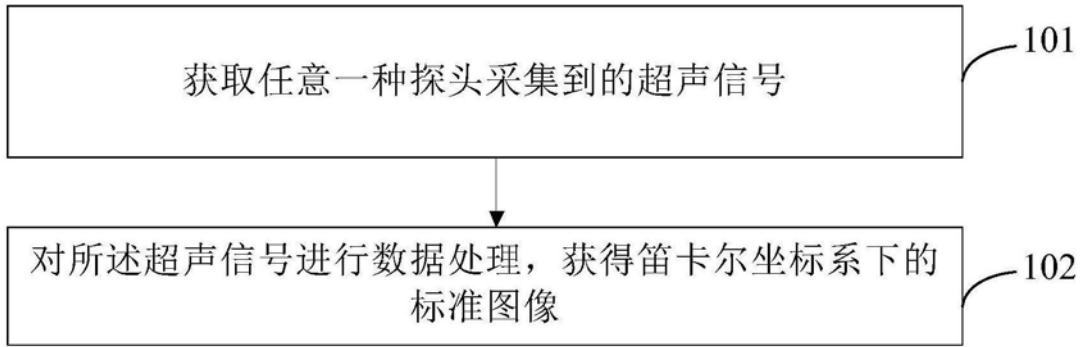 获取任意一种探头采集到的超声信号
101
对所述超声信号进行数据处理，获得笛卡尔坐标系下的
标准图像
102